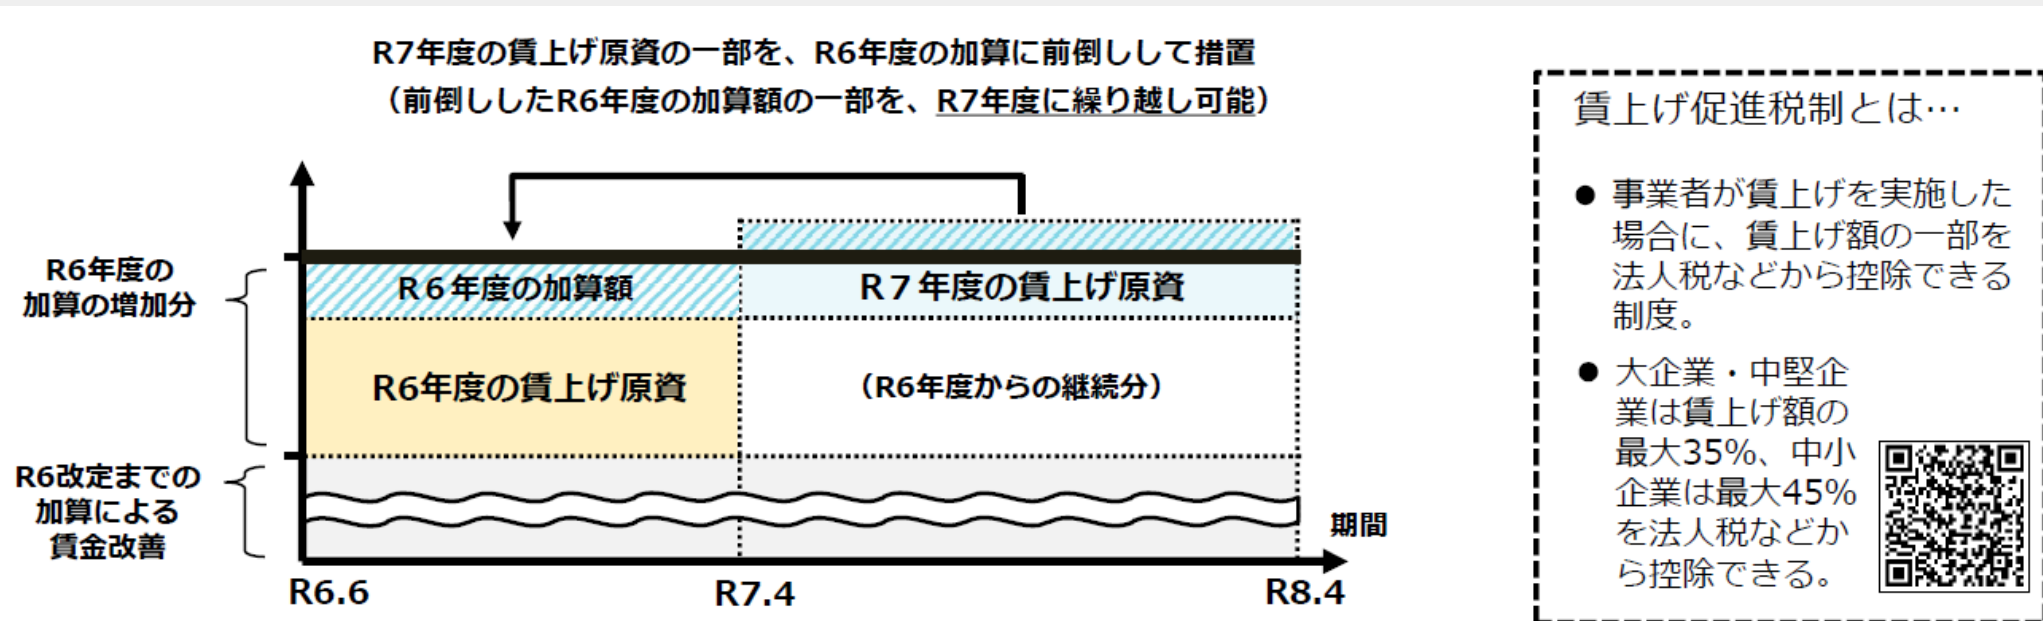 R7年度の賃上げ原資の一部を、R6年度の加算に前倒しして措置
（前倒ししたR6年度の加算額の一部を、R7年度に繰り越し可能）
R6年度の
加算の増加分
R６年度の加算額
R７年度の賃上げ原資
R6年度の賃上げ原資
（R6年度からの継続分）
R6改定までの
加算による
賃金改善
期間
R6.6
R7.4
R8.4
賃上げ促進税制とは…
● 事業者が賃上げを実施した
場合に、賃上げ額の一部を
法人税などから控除できる
制度。
● 大企業・中堅企
業は賃上げ額の
最大35%、中小
企業は最大45%
を法人税などか
ら控除できる。